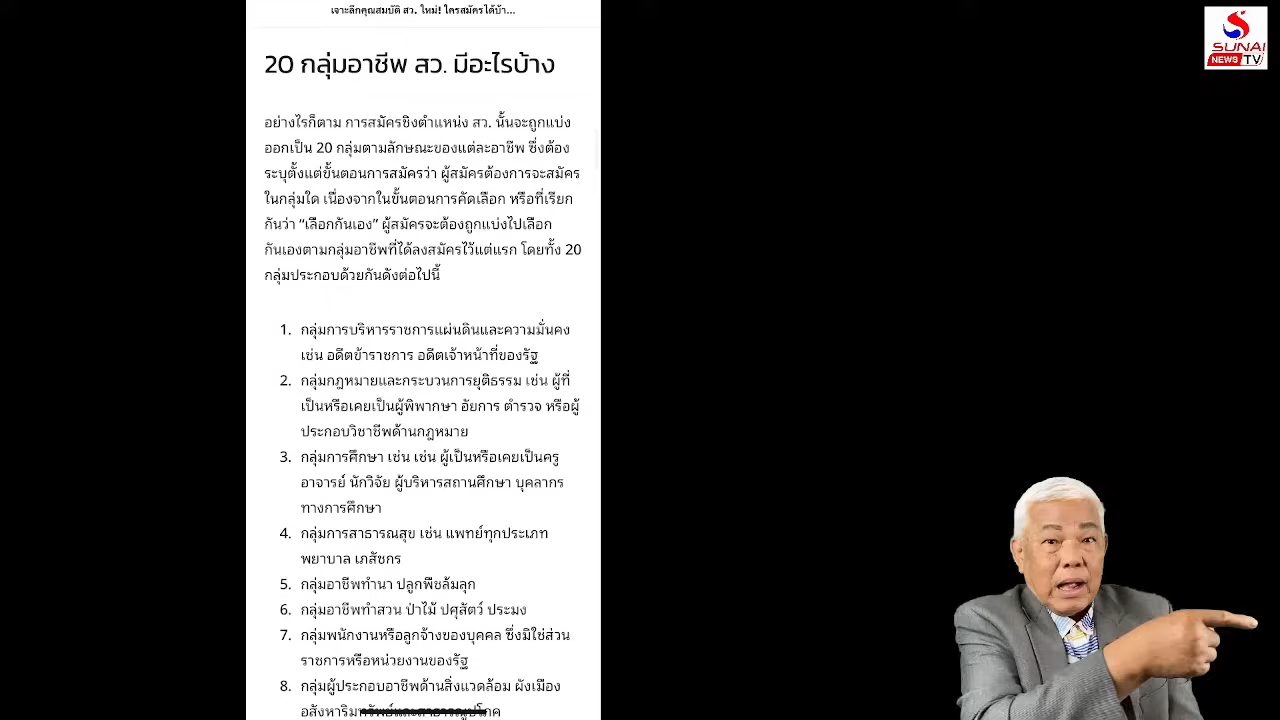 เจาะลึกคุณสมบัติ สว. ใหม่! ใครสมัครได้บ้า...
SUNAI
NEWS TV
20 กลุ่มอาชีพ สว. มีอะไรบ้าง
อย่างไรก็ตาม การสมัครชิงตำแหน่ง สว. นั้นจะถูกแบ่ง
ออกเป็น 20 กลุ่มตามลักษณะของแต่ละอาชีพ ซึ่งต้อง
ระบุตั้งแต่ขั้นตอนการสมัครว่า ผู้สมัครต้องการจะสมัคร
ในกลุ่มใด เนื่องจากในขั้นตอนการคัดเลือก หรือที่เรียก
กันว่า “เลือกกันเอง” ผู้สมัครจะต้องถูกแบ่งไปเลือก
กันเองตามกลุ่มอาชีพที่ได้ลงสมัครไว้แต่แรก โดยทั้ง 20
กลุ่มประกอบด้วยกันดังต่อไปนี้
1. กลุ่มการบริหารราชการแผ่นดินและความมั่นคง
เช่น อดีตข้าราชการ อดีตเจ้าหน้าที่ของรัฐ
2. กลุ่มกฎหมายและกระบวนการยุติธรรม เช่น ผู้ที่
เป็นหรือเคยเป็นผู้พิพากษา อัยการ ตำรวจ หรือผู้
ประกอบวิชาชีพด้านกฎหมาย
3. กลุ่มการศึกษา เช่น เช่น ผู้เป็นหรือเคยเป็นครู
อาจารย์ นักวิจัย ผู้บริหารสถานศึกษา บุคลากร
ทางการศึกษา
4. กลุ่มการสาธารณสุข เช่น แพทย์ทุกประเภท
พยาบาล เภสัชกร
5. กลุ่มอาชีพทำนา ปลูกพืชล้มลุก
6. กลุ่มอาชีพทำสวน ป่าไม้ ปศุสัตว์ ประมง
7. กลุ่มพนักงานหรือลูกจ้างของบุคคล ซึ่งมิใช่ส่วน
ราชการหรือหน่วยงานของรัฐ
8. กลุ่มผู้ประกอบอาชีพด้านสิ่งแวดล้อม ผังเมือง
อสังหาริมทรัพย์และสาธารณูปโภค